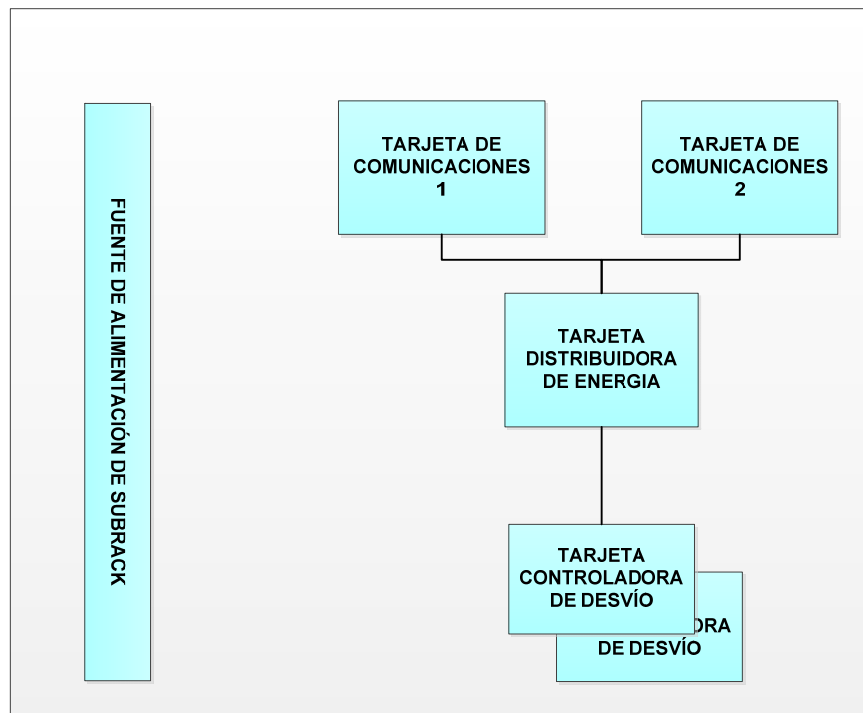 FUENTE DE ALIMENTACIÓN DE SUBRACK
TARJETA DE
COMUNICACIONES
1
TARJETA DE
COMUNICACIONES
2
TARJETA
DISTRIBUIDORA
DE ENERGIA
TARJETA
CONTROLADORA
DE DESVÍO
DE DESVÍO